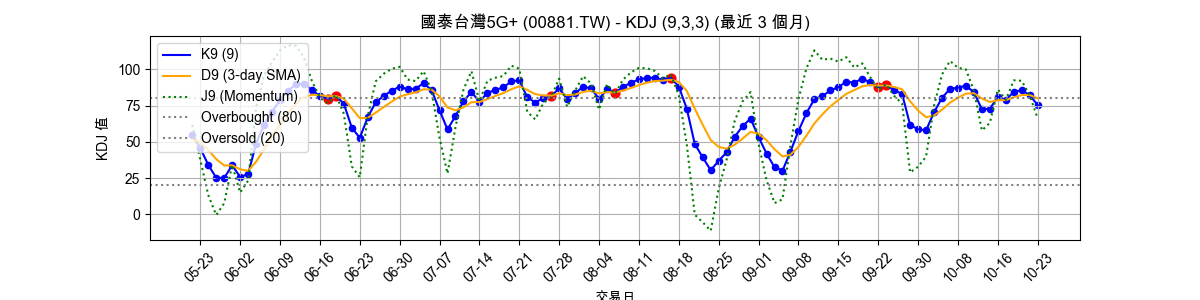 國泰台灣5G+ (00881.TW) - KDJ (9,3,3) (最近 3 個月)
K9 (9)
D9 (3-day SMA)
J9 (Momentum)
Overbought (80)
Oversold (20)
KDJ 值
100
75
50
25
0
05-23 06-02 06-09 06-16 06-23 06-30 07-07 07-14 07-21 07-28 08-04 08-11 08-18 08-25 09-01 09-08 09-15 09-22 09-30 10-08 10-16 10-23
交易日